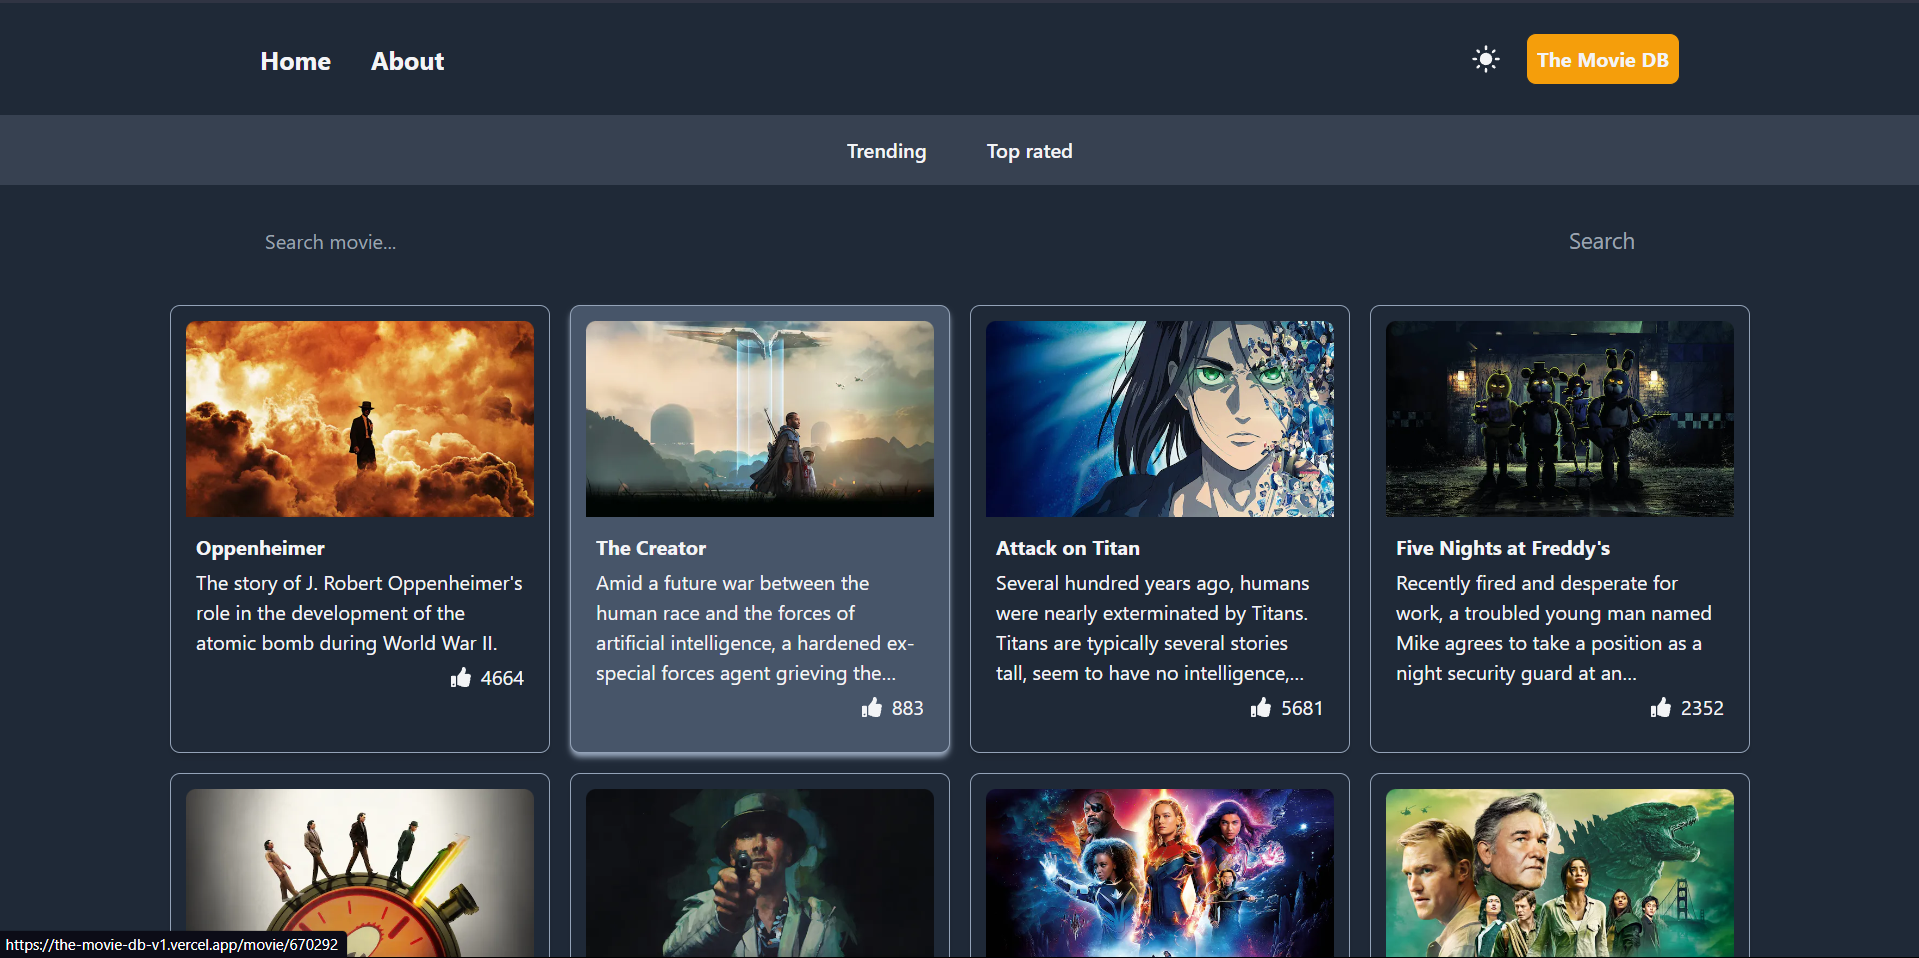 Home About The Movie DB
Trending Top rated
Search movie... Search
Oppenheimer
The story of J. Robert Oppenheimer's
role in the development of the
atomic bomb during World War II.
4664
The Creator
Amid a future war between the
human race and the forces of
artificial intelligence, a hardened ex-
special forces agent grieving the...
883
Attack on Titan
Several hundred years ago, humans
were nearly exterminated by Titans.
Titans are typically several stories
tall, seem to have no intelligence,...
5681
Five Nights at Freddy's
Recently fired and desperate for
work, a troubled young man named
Mike agrees to take a position as a
night security guard at an...
2352
https://the-movie-db-v1.vercel.app/movie/670292